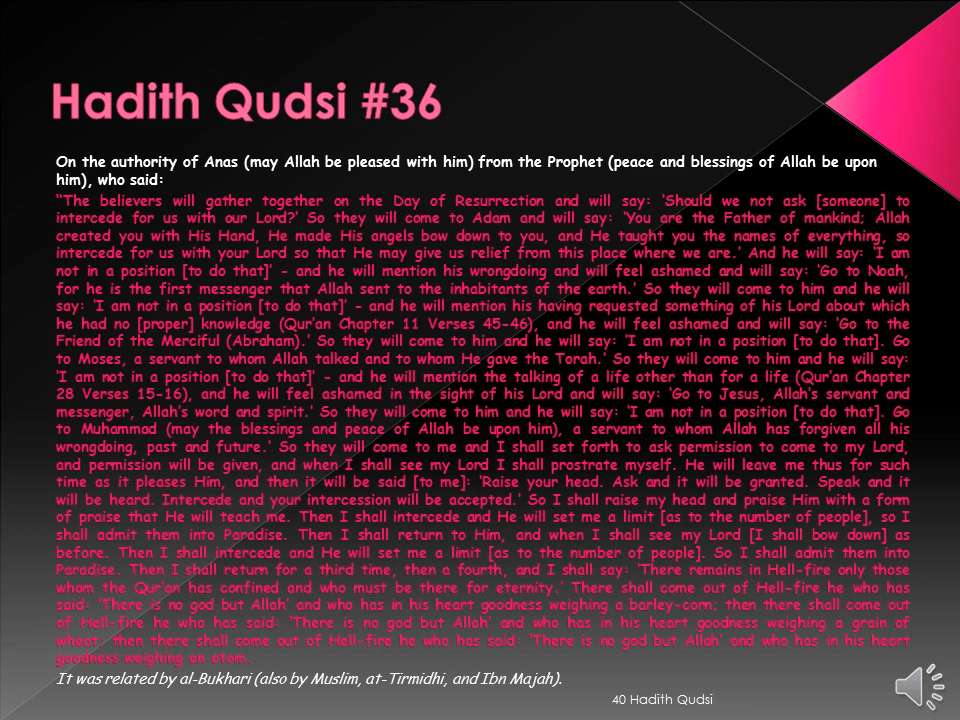 Hadith Qudsi #36
On the authority of Anas (may Allah be pleased with him) from the Prophet (peace and blessings of Allah be upon
him), who said:
“The believers will gather together on the Day of Resurrection and will say: ‘Should we not ask [someone] to
intercede for us with our Lord?’ So they will come to Adam and will say: ‘You are the Father of mankind; Allah
created you with His Hand, He made His angels bow down to you, and He taught you the names of everything, so
intercede for us with your Lord so that He may give us relief from this place where we are.’ And he will say: ‘I am
not in a position [to do that]’ - and he will mention his wrongdoing and will feel ashamed and will say: ‘Go to Noah,
for he is the first messenger that Allah sent to the inhabitants of the earth.’ So they will come to him and he will
say: ‘I am not in a position [to do that]’ - and he will mention his having requested something of his Lord about which
he had no [proper] knowledge (Qur’an Chapter 11 Verses 45-46), and he will feel ashamed and will say: ‘Go to the
Friend of the Merciful (Abraham).’ So they will come to him and he will say: ‘I am not in a position [to do that]. Go
to Moses, a servant to whom Allah talked and to whom He gave the Torah.’ So they will come to him and he will say:
‘I am not in a position [to do that]’ - and he will mention the talking of a life other than for a life (Qur’an Chapter
28 Verses 15-16), and he will feel ashamed in the sight of his Lord and will say: ‘Go to Jesus, Allah’s servant and
messenger, Allah’s word and spirit.’ So they will come to him and he will say: ‘I am not in a position [to do that]. Go
to Muhammad (may the blessings and peace of Allah be upon him), a servant to whom Allah has forgiven all his
wrongdoing, past and future.’ So they will come to me and I shall set forth to ask permission to come to my Lord,
and permission will be given, and when I shall see my Lord I shall prostrate myself. He will leave me thus for such
time as it pleases Him, and then it will be said [to me]: ‘Raise your head. Ask and it will be granted. Speak and it
will be heard. Intercede and your intercession will be accepted.’ So I shall raise my head and praise Him with a form
of praise that He will teach me. Then I shall intercede and He will set me a limit [as to the number of people], so I
shall admit them into Paradise. Then I shall return to Him, and when I shall see my Lord [I shall bow down] as
before. Then I shall intercede and He will set me a limit [as to the number of people]. So I shall admit them into
Paradise. Then I shall return for a third time, then a fourth, and I shall say: ‘There remains in Hell-fire only those
whom the Qur’an has confined and who must be there for eternity.’ There shall come out of Hell-fire he who has
said: ‘There is no god but Allah’ and who has in his heart goodness weighing a barley-corn; then there shall come out
of Hell-fire he who has said: ‘There is no god but Allah’ and who has in his heart goodness weighing a grain of
wheat; then there shall come out of Hell-fire he who has said: ‘There is no god but Allah’ and who has in his heart
goodness weighing an atom.
It was related by al-Bukhari (also by Muslim, at-Tirmidhi, and Ibn Majah).
40 Hadith Qudsi